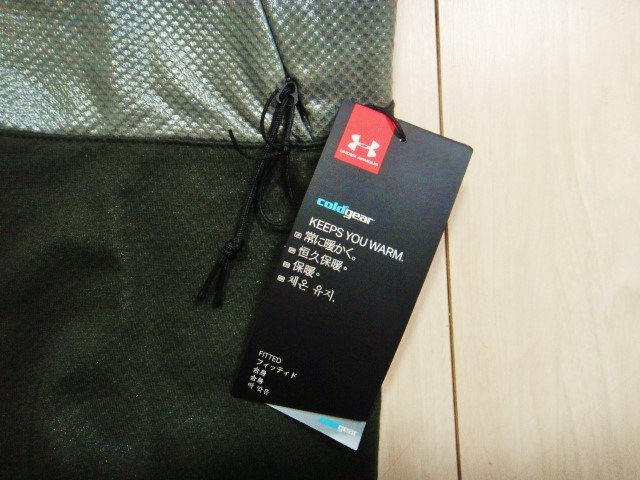 UNDER ARMOUR
coldgear
KEEPS YOU WARM.
常に暖かく。
恒久保暖。
保暖。
체온 유지.
FITTED
フィッティド
合身
合身
딱 맞춤
coldgear